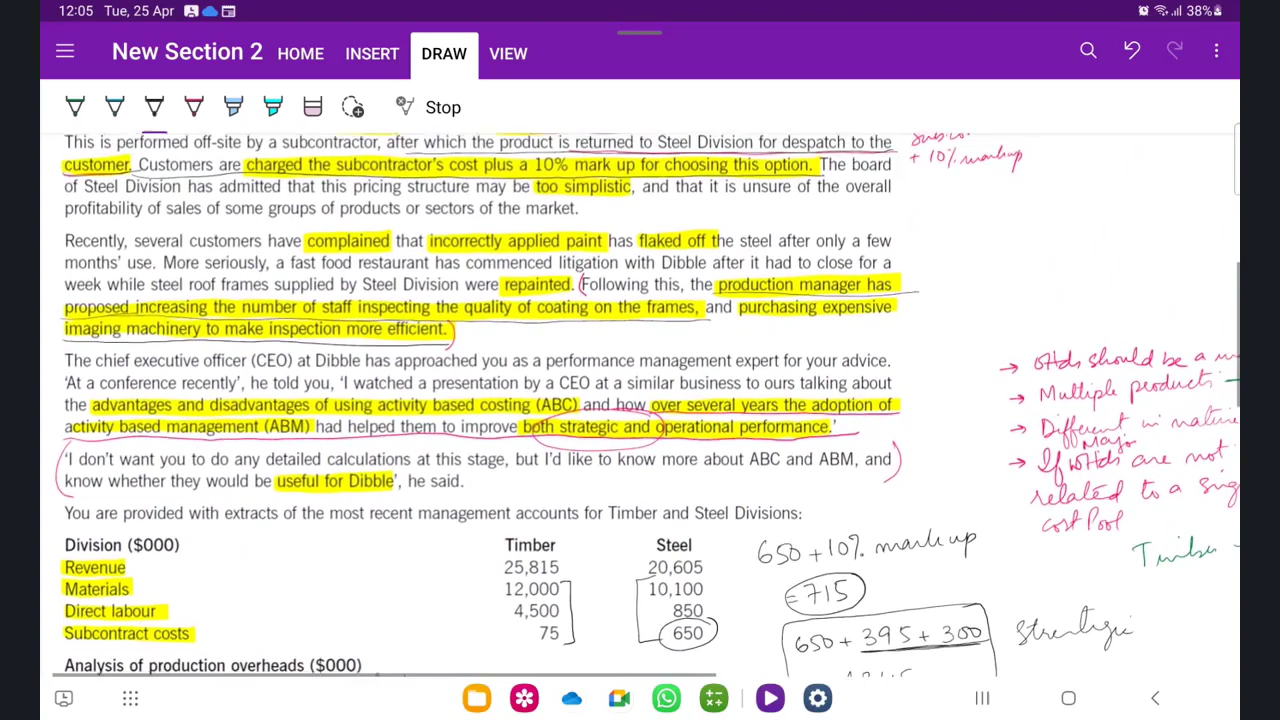 12:05 Tue, 25 Apr
38%
New Section 2 HOME INSERT DRAW VIEW
Stop
This is performed off-site by a subcontractor, after which the product is returned to Steel Division for despatch to the
customer. Customers are charged the subcontractor's cost plus a 10% mark up for choosing this option. The board
of Steel Division has admitted that this pricing structure may be too simplistic, and that it is unsure of the overall
profitability of sales of some groups of products or sectors of the market.
+ 10% markup
Recently, several customers have complained that incorrectly applied paint has flaked off the steel after only a few
months' use. More seriously, a fast food restaurant has commenced litigation with Dibble after it had to close for a
week while steel roof frames supplied by Steel Division were repainted. (Following this, the production manager has
proposed increasing the number of staff inspecting the quality of coating on the frames, and purchasing expensive
imaging machinery to make inspection more efficient.)
The chief executive officer (CEO) at Dibble has approached you as a performance management expert for your advice.
'At a conference recently', he told you, 'I watched a presentation by a CEO at a similar business to ours talking about
the advantages and disadvantages of using activity based costing (ABC) and how over several years the adoption of
activity based management (ABM) had helped them to improve both strategic and operational performance.'
'I don't want you to do any detailed calculations at this stage, but I'd like to know more about ABC and ABM, and
know whether they would be useful for Dibble', he said.
You are provided with extracts of the most recent management accounts for Timber and Steel Divisions:
→ OHds should be a
→ Multiple products
→ Different in nature
Major
→ If OHds are not
related to a
cost Pool
Timber
Division ($000) Timber Steel
Revenue 25,815 20,605
Materials 12,000 10,100
Direct labour 4,500 850
Subcontract costs 75 650
Analysis of production overheads ($000)
650 + 10% mark up
= 715
650 + 395 + 300
Strategic